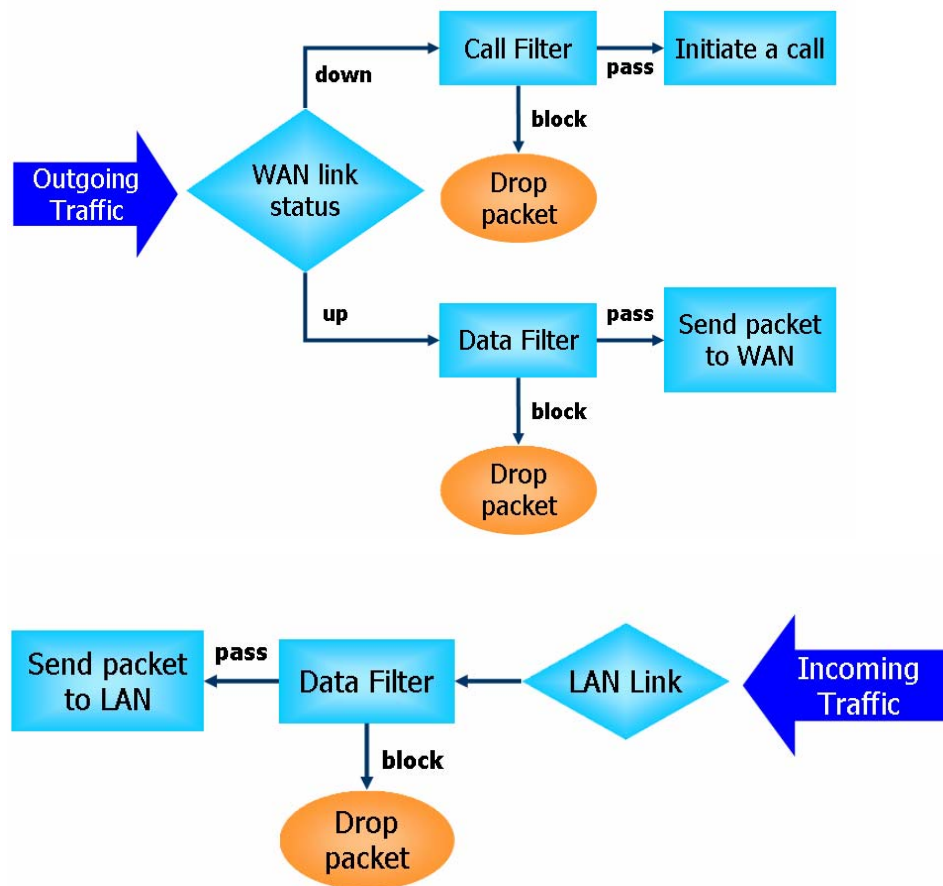 Call Filter
pass
Initiate a call
down
block
Outgoing
Traffic
WAN link
status
Drop
packet
up
Data Filter
pass
Send packet
to WAN
block
Drop
packet
Send packet
to LAN
pass
Data Filter
LAN Link
Incoming
Traffic
block
Drop
packet